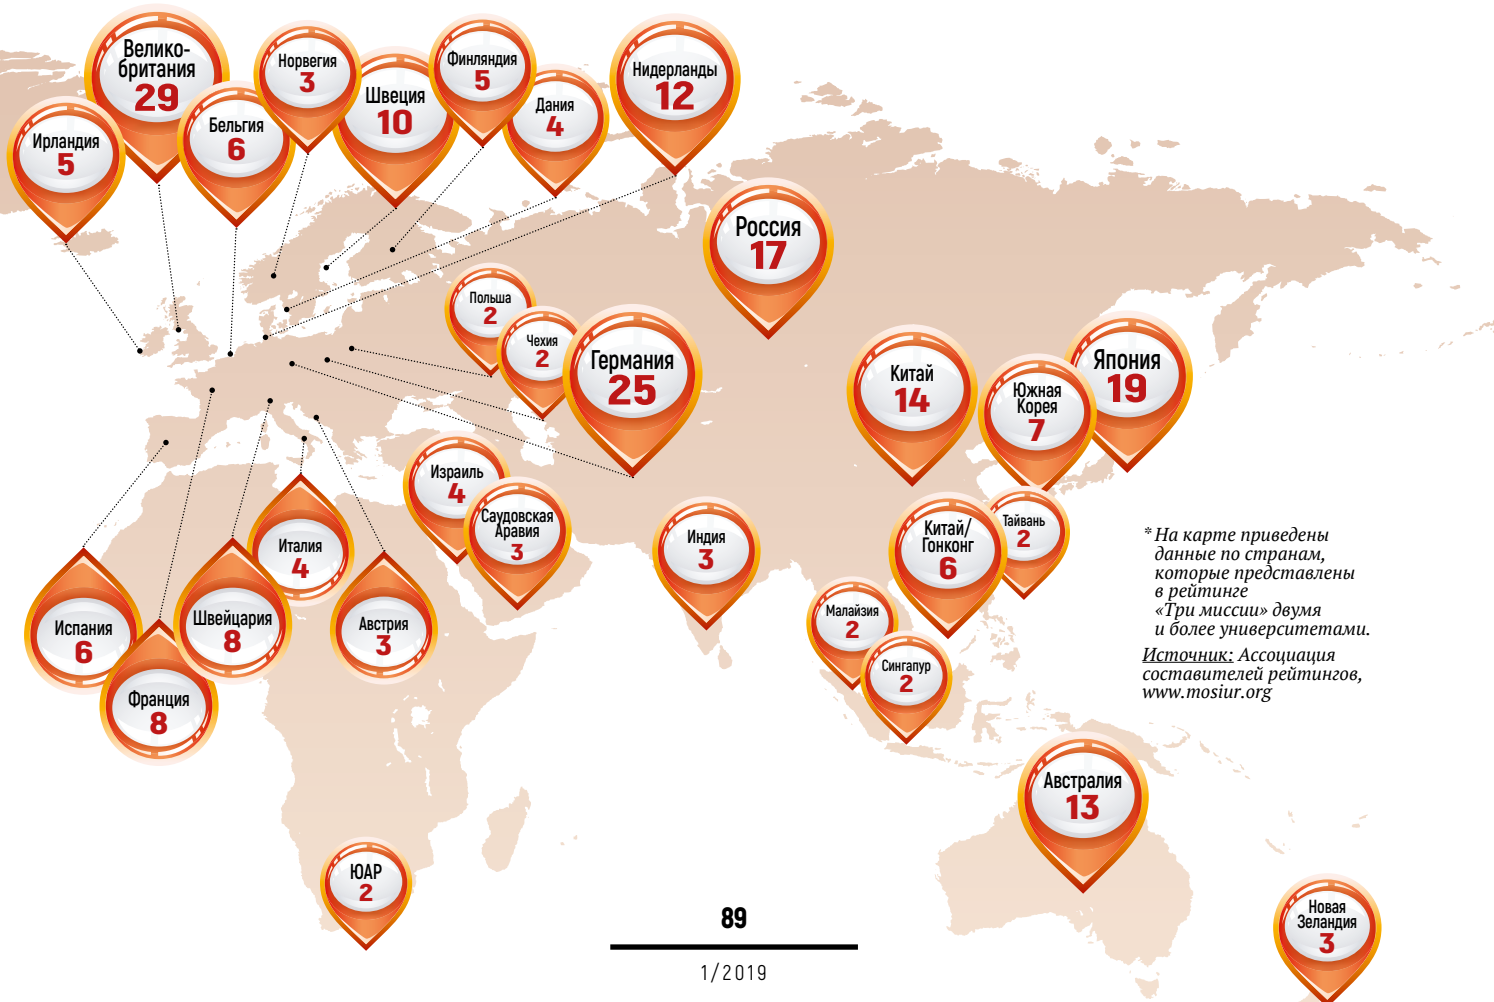 Велико-
британия
29
Норвегия
3
Швеция
10
Финляндия
5
Дания
4
Нидерланды
12
Ирландия
5
Бельгия
6
Россия
17
Польша
2
Чехия
2
Германия
25
Китай
14
Южная
Корея
7
Япония
19
Израиль
4
Саудовская
Аравия
3
Индия
3
Китай/
Гонконг
6
Тайвань
2
Малайзия
2
Сингапур
2
Испания
6
Франция
8
Швейцария
8
Италия
4
Австрия
3
ЮАР
2
Австралия
13
Новая
Зеландия
3
* На карте приведены
данные по странам,
которые представлены
в рейтинге
«Три миссии» двумя
и более университетами.
Источник: Ассоциация
составителей рейтингов,
www.mosiur.org
89
1/2019